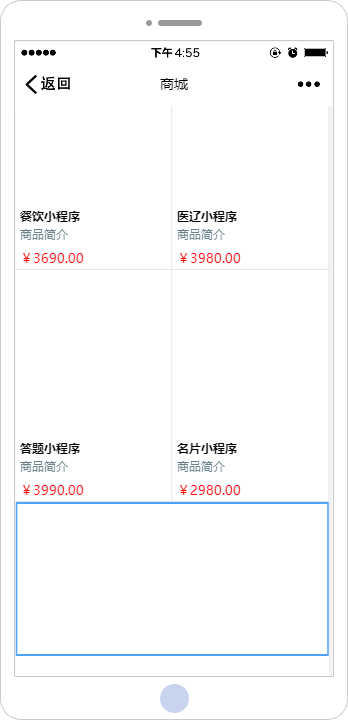 下午4:55
返回
商城
餐饮小程序
商品简介
￥3690.00
医辽小程序
商品简介
￥3980.00
答题小程序
商品简介
￥3990.00
名片小程序
商品简介
￥2980.00